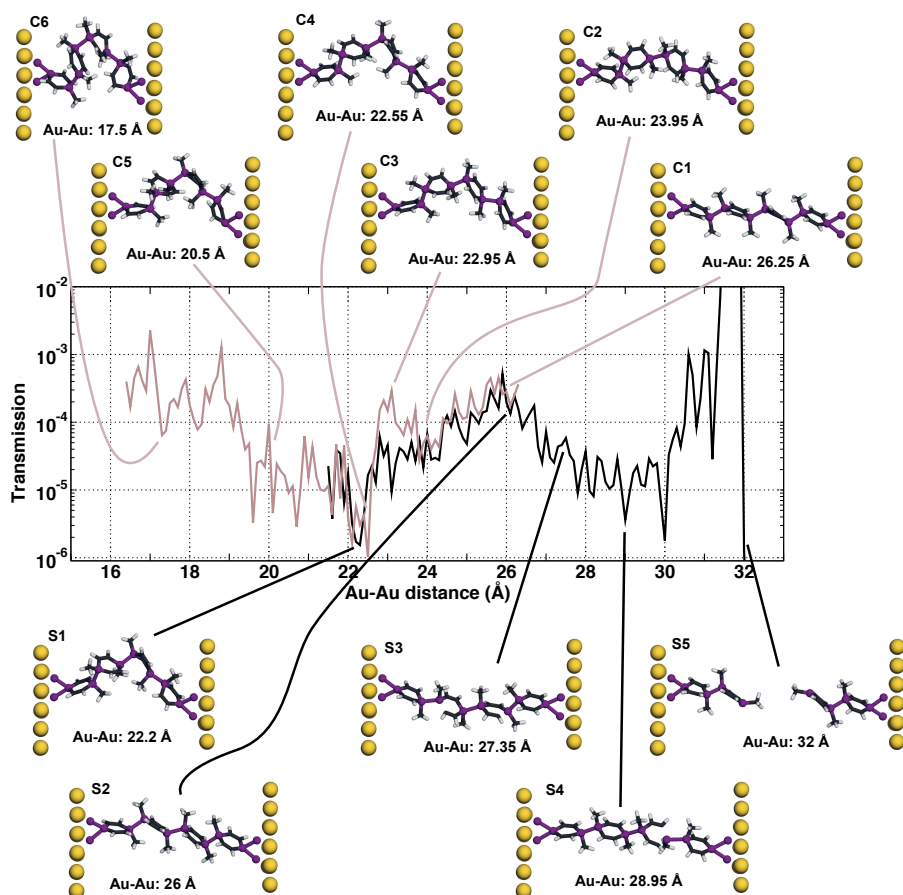 C6
C4
C2
Au-Au: 17.5 Å
Au-Au: 22.55 Å
Au-Au: 23.95 Å
C5
C3
C1
Au-Au: 20.5 Å
Au-Au: 22.95 Å
Au-Au: 26.25 Å
Transmission
10⁻²
10⁻³
10⁻⁴
10⁻⁵
10⁻⁶
16 18 20 22 24 26 28 30 32
Au-Au distance (Å)
S1
S3
S5
Au-Au: 22.2 Å
Au-Au: 27.35 Å
Au-Au: 32 Å
S2
S4
Au-Au: 26 Å
Au-Au: 28.95 Å